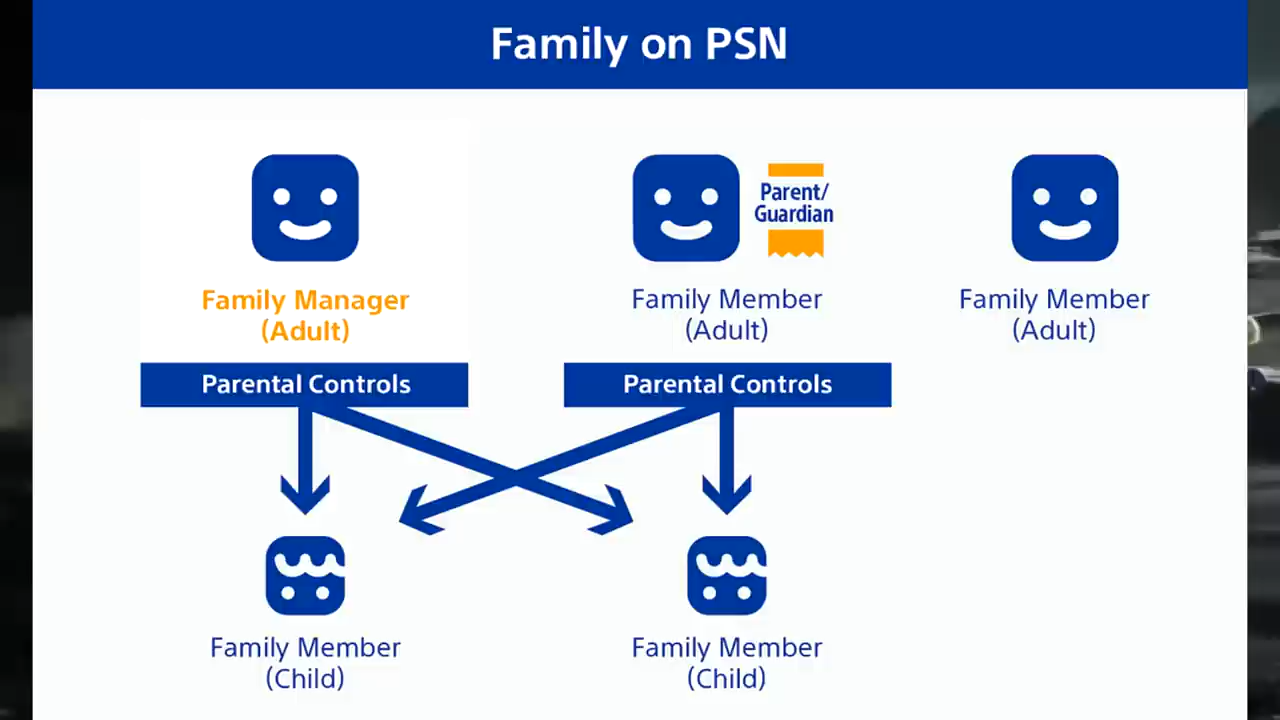 Family on PSN
Parent/
Guardian
Family Manager
(Adult)
Family Member
(Adult)
Family Member
(Adult)
Parental Controls
Parental Controls
Family Member
(Child)
Family Member
(Child)